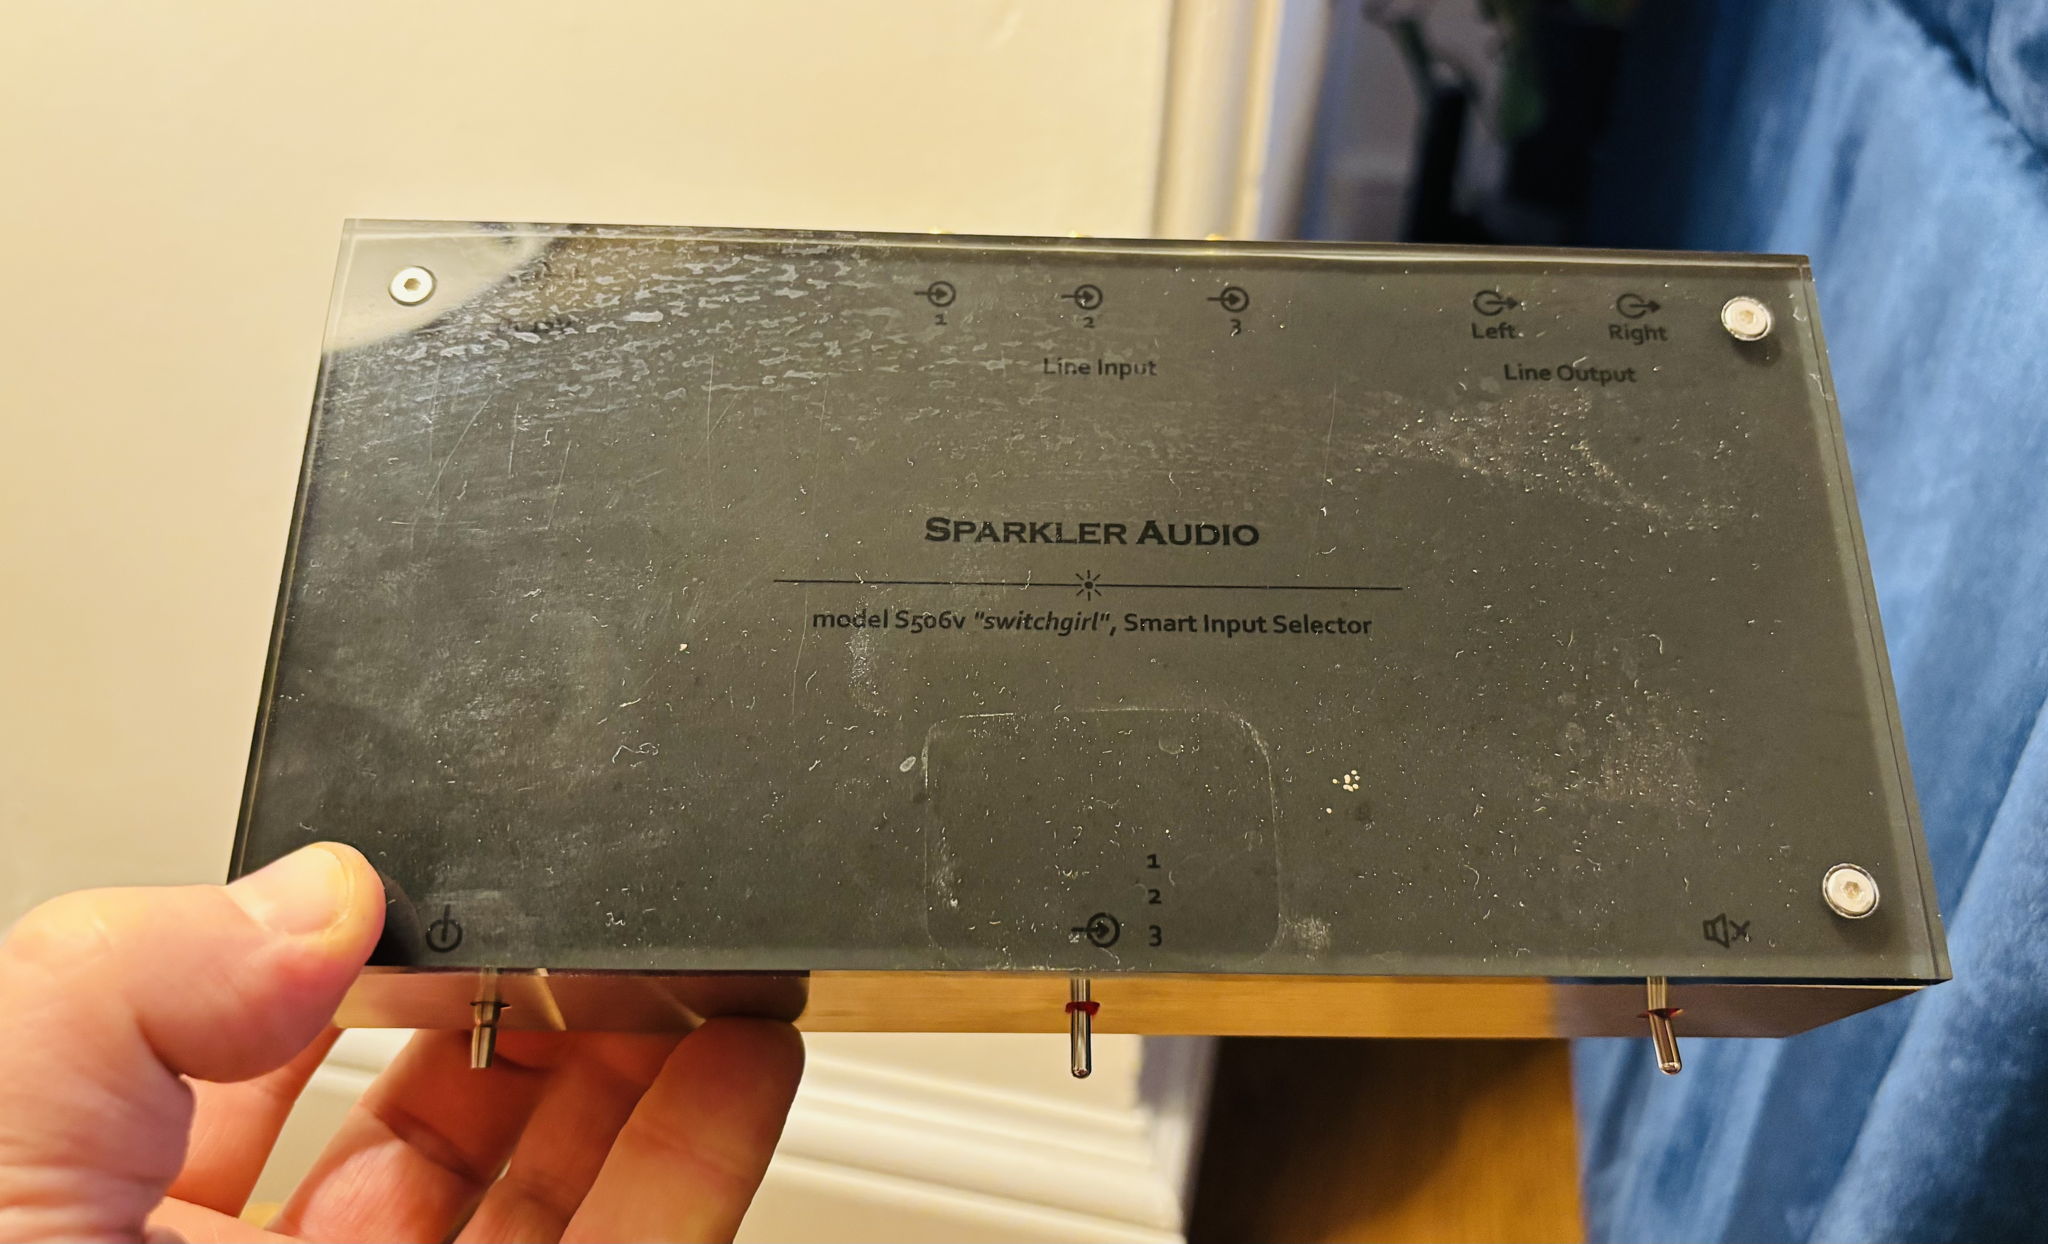 1 2 3 Left Right
Line Input Line Output
SPARKLER AUDIO
model S506v "switchgirl", Smart Input Selector
1
2
3